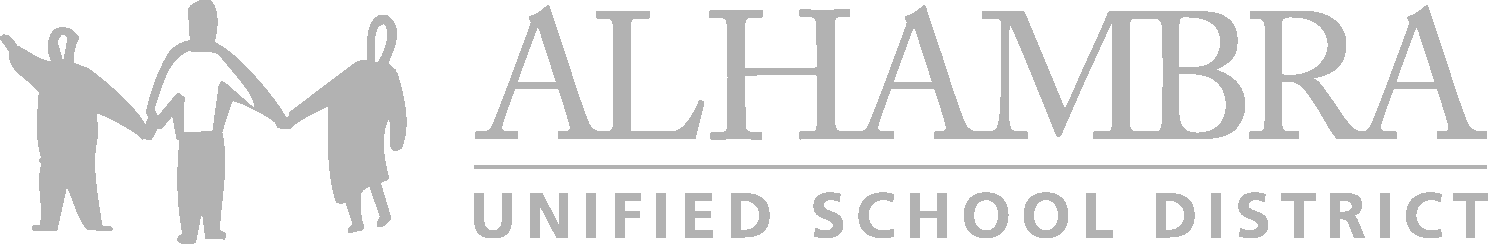 ALHAMBRA
UNIFIED SCHOOL DISTRICT